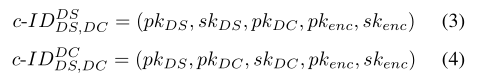 c-ID^{DS}_{DS,DC} = (pk_{DS}, sk_{DS}, pk_{DC}, pk_{enc}, sk_{enc}) (3)
c-ID^{DC}_{DS,DC} = (pk_{DS}, pk_{DC}, sk_{DC}, pk_{enc}, sk_{enc}) (4)